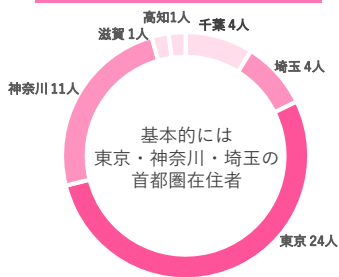 高知1人
千葉 4人
滋賀 1人
埼玉 4人
神奈川 11人
基本的には
東京・神奈川・埼玉の
首都圏在住者
東京 24人